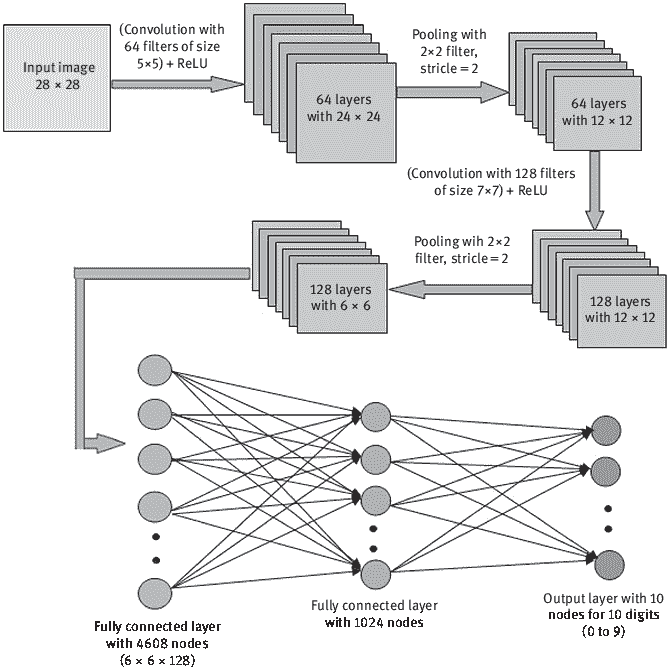 Input image
28 × 28
(Convolution with
64 filters of size
5×5) + ReLU
64 layers
with 24 × 24
Pooling with
2×2 filter,
stricle = 2
64 layers
with 12 × 12
(Convolution with 128 filters
of size 7×7) + ReLU
128 layers
with 12 × 12
Pooling wih 2×2
filter, stricle = 2
128 layers
with 6 × 6
Fully connected layer
with 4608 nodes
(6 × 6 × 128)
Fully connected layer
with 1024 nodes
Output layer with 10
nodes for 10 digits
(0 to 9)